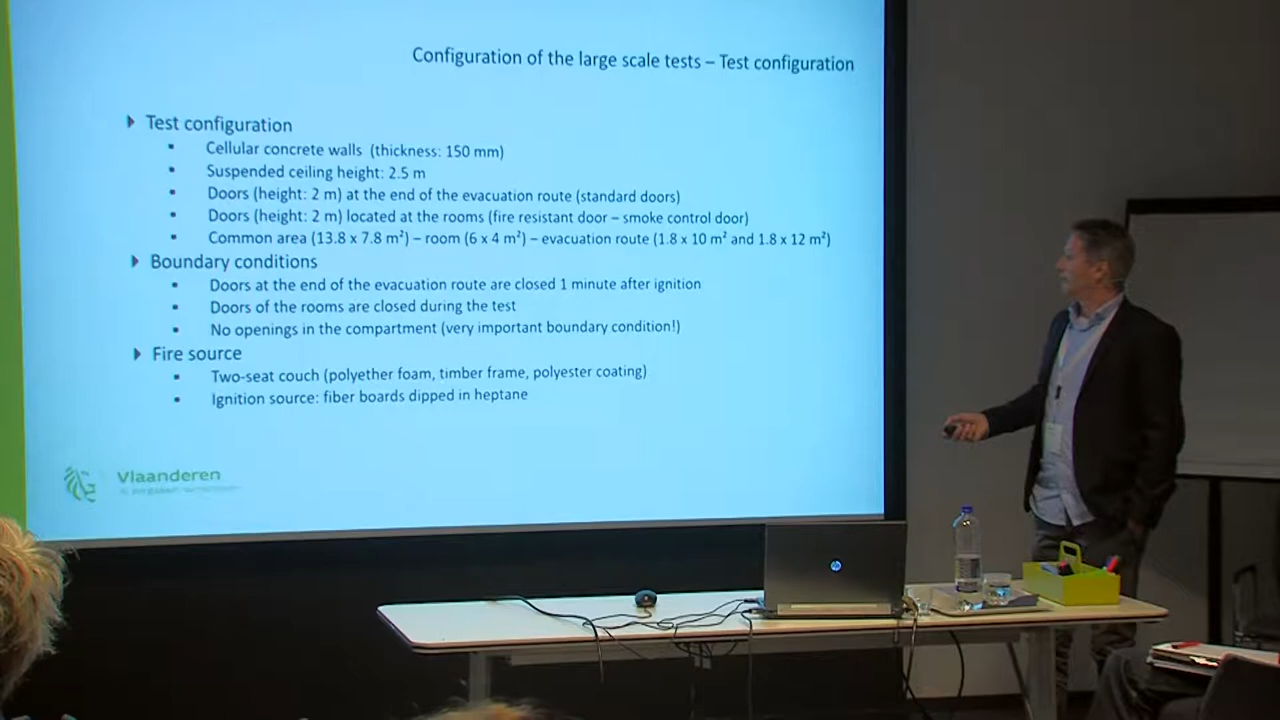 Configuration of the large scale tests – Test configuration
Test configuration
Cellular concrete walls (thickness: 150 mm)
Suspended ceiling height: 2.5 m
Doors (height: 2 m) at the end of the evacuation route (standard doors)
Doors (height: 2 m) located at the rooms (fire resistant door – smoke control door)
Common area (13.8 x 7.8 m²) – room (6 x 4 m²) – evacuation route (1.8 x 10 m² and 1.8 x 12 m²)
Boundary conditions
Doors at the end of the evacuation route are closed 1 minute after ignition
Doors of the rooms are closed during the test
No openings in the compartment (very important boundary condition!)
Fire source
Two-seat couch (polyether foam, timber frame, polyester coating)
Ignition source: fiber boards dipped in heptane
Vlaanderen
hp